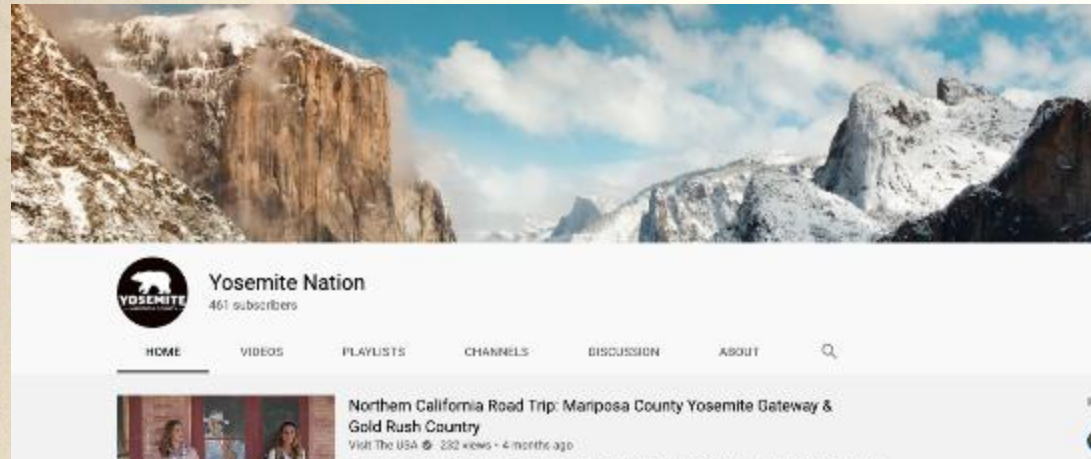 Yosemite Nation
461 subscribers
YOSEMITE
HOME VIDEOS PLAYLISTS CHANNELS DISCUSSION ABOUT
Northern California Road Trip: Mariposa County Yosemite Gateway &
Gold Rush Country
Visit The USA 232 views • 4 months ago